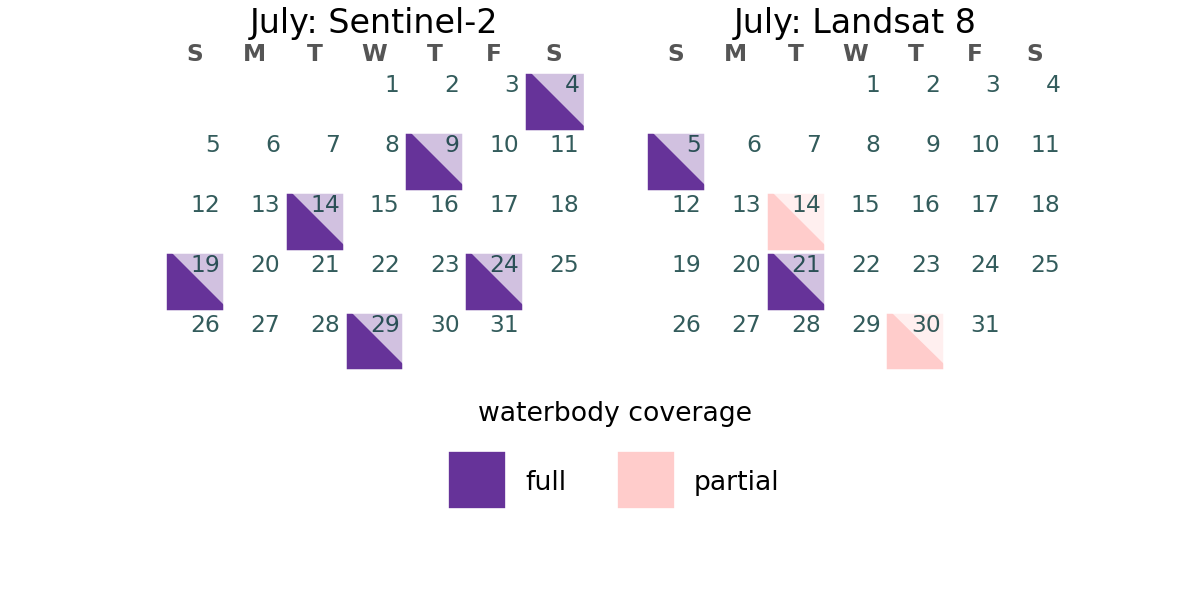 July: Sentinel-2
S M T W T F S
1 2 3 4
5 6 7 8 9 10 11
12 13 14 15 16 17 18
19 20 21 22 23 24 25
26 27 28 29 30 31
July: Landsat 8
S M T W T F S
1 2 3 4
5 6 7 8 9 10 11
12 13 14 15 16 17 18
19 20 21 22 23 24 25
26 27 28 29 30 31
waterbody coverage
full
partial